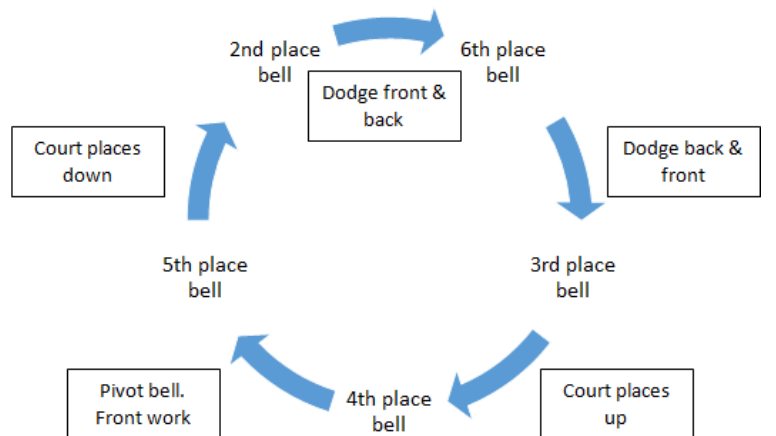 2nd place
bell
6th place
bell
Dodge front &
back
Court places
down
Dodge back &
front
5th place
bell
3rd place
bell
Pivot bell.
Front work
4th place
bell
Court places
up